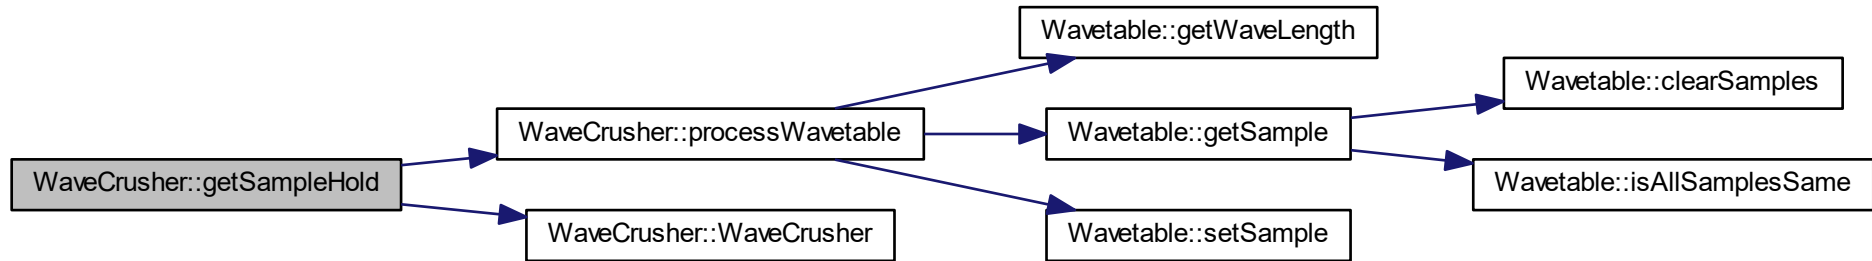 WaveCrusher::getSampleHold
WaveCrusher::processWavetable
WaveCrusher::WaveCrusher
Wavetable::getWaveLength
Wavetable::getSample
Wavetable::setSample
Wavetable::clearSamples
Wavetable::isAllSamplesSame